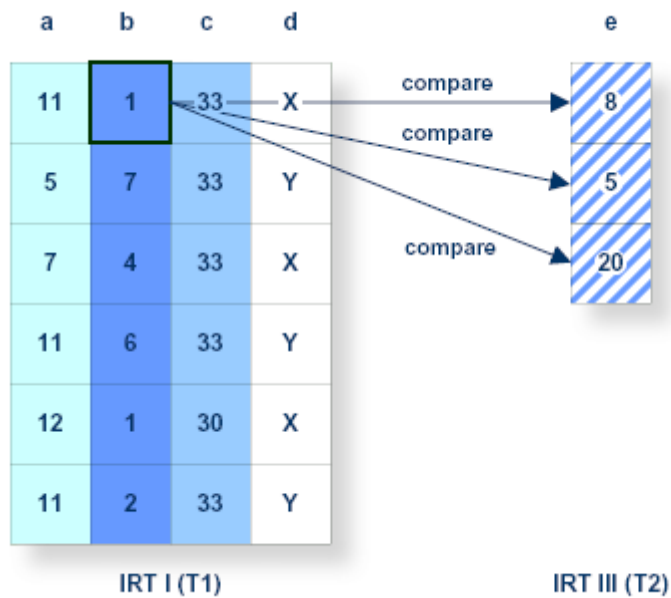 a b c d e
11 1 33 X compare 8
compare
5 7 33 Y 5
compare
7 4 33 X 20
11 6 33 Y
12 1 30 X
11 2 33 Y
IRT I (T1) IRT III (T2)